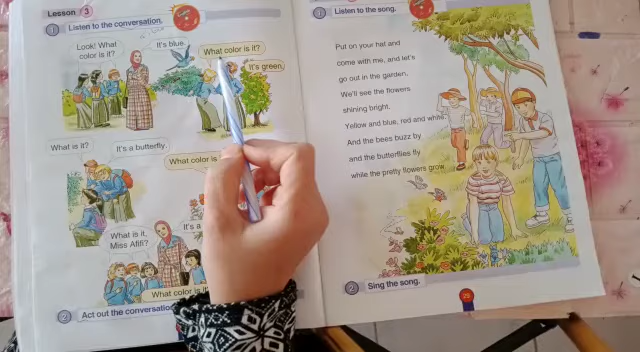 Lesson 3
1 Listen to the conversation.
Look! What
color is it?
It's blue.
What color is it?
It's green.
What is it?
It's a butterfly.
What color is
What is it,
Miss Afifi?
It's a
What color is it?
2 Act out the conversation
1 Listen to the song.
Put on your hat and
come with me, and let's
go out in the garden.
We'll see the flowers
shining bright.
Yellow and blue, red and white.
And the bees buzz by
and the butterflies fly
while the pretty flowers grow.
2 Sing the song.
29